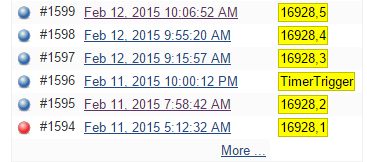 #1599 Feb 12, 2015 10:06:52 AM 16928,5
#1598 Feb 12, 2015 9:55:20 AM 16928,4
#1597 Feb 12, 2015 9:15:57 AM 16928,3
#1596 Feb 11, 2015 10:00:12 PM TimerTrigger
#1595 Feb 11, 2015 7:58:42 AM 16928,2
#1594 Feb 11, 2015 5:12:32 AM 16928,1
More ...